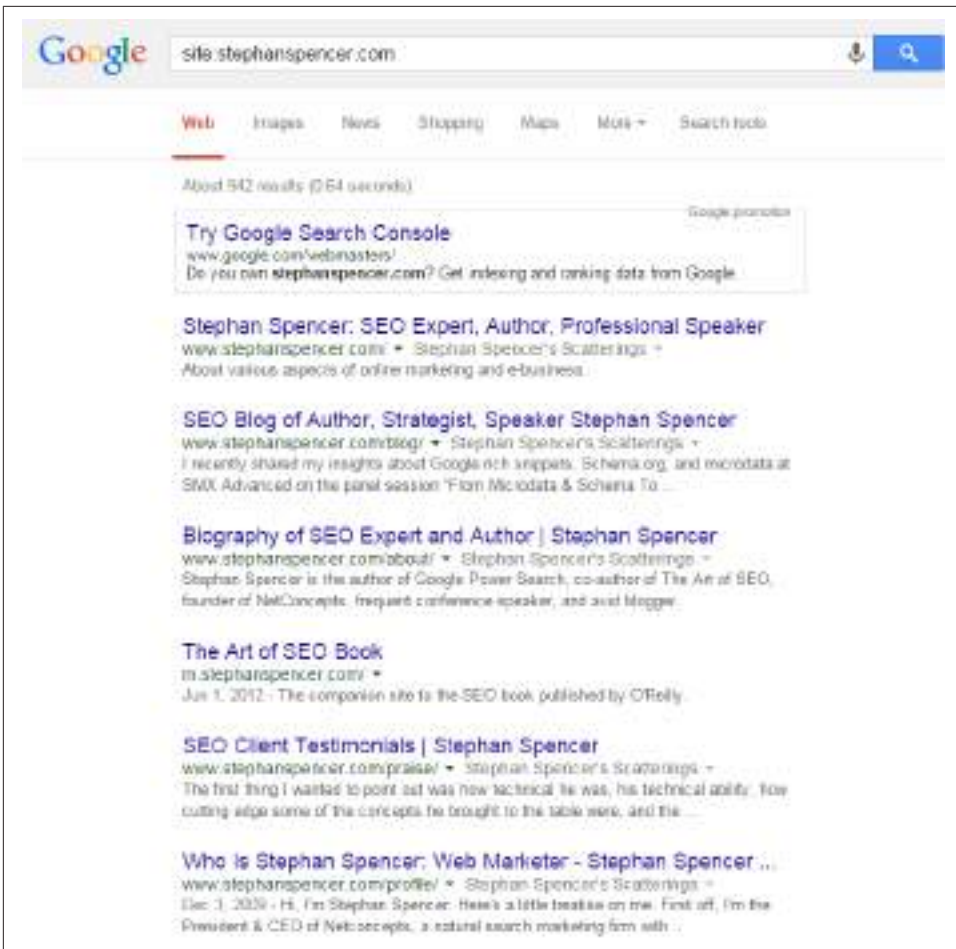 Google
site:stephanspencer.com
Web Images News Shopping Maps More Search tools
About 942 results (0.64 seconds)
Google promotion
Try Google Search Console
www.google.com/webmasters/
Do you own stephanspencer.com? Get indexing and ranking data from Google.
Stephan Spencer: SEO Expert, Author, Professional Speaker
www.stephanspencer.com/ Stephan Spencer's Scatterings
About various aspects of online marketing and e-business.
SEO Blog of Author, Strategist, Speaker Stephan Spencer
www.stephanspencer.com/blog/ Stephan Spencer's Scatterings
I recently shared my insights about Google rich snippets, Schema.org, and microdata at
SMX Advanced on the panel session "From Microdata & Schema To ...
Biography of SEO Expert and Author | Stephan Spencer
www.stephanspencer.com/about/ Stephan Spencer's Scatterings
Stephan Spencer is the author of Google Power Search, co-author of The Art of SEO,
founder of NetConcepts, frequent conference speaker, and avid blogger.
The Art of SEO Book
m.stephanspencer.com/
Jun 1, 2012 - The companion site to the SEO book published by O'Reilly.
SEO Client Testimonials | Stephan Spencer
www.stephanspencer.com/praise/ Stephan Spencer's Scatterings
The first thing I wanted to point out was how technical he was, his technical ability, how
cutting edge some of the concepts he brought to the table were, and the ...
Who Is Stephan Spencer: Web Marketer - Stephan Spencer ...
www.stephanspencer.com/profile/ Stephan Spencer's Scatterings
Dec 3, 2009 - Hi, I'm Stephan Spencer. Here's a little treatise on me. First off, I'm the
President & CEO of Netconcepts, a natural search marketing firm with ...